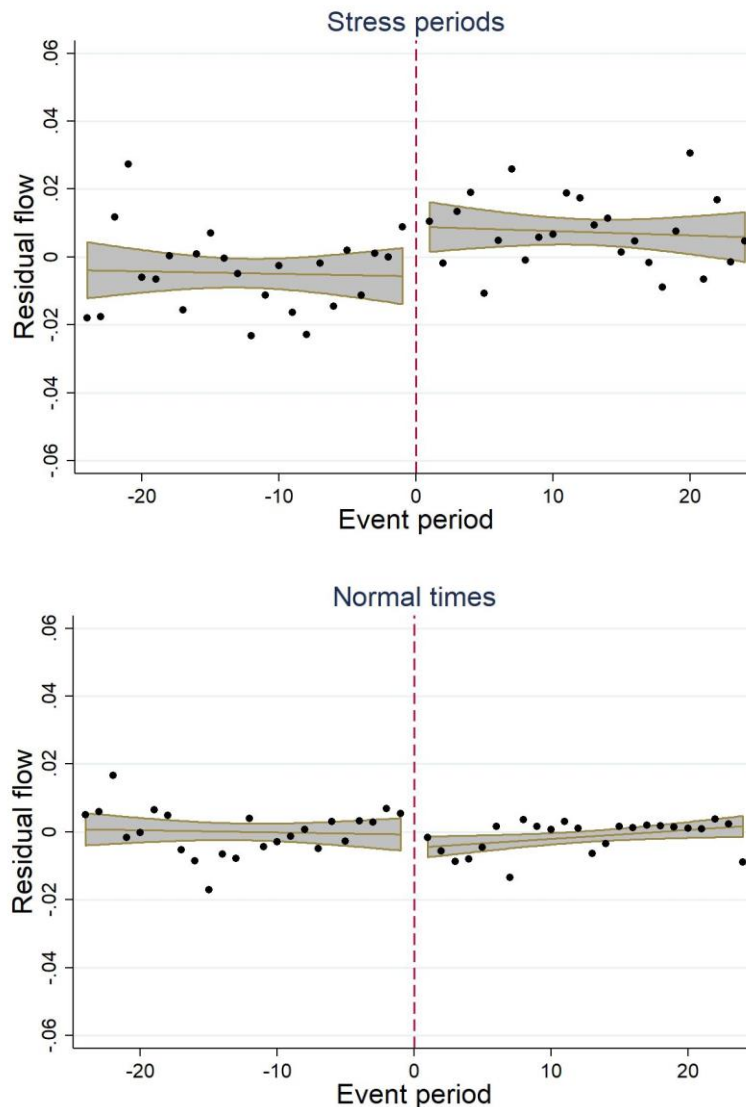 Stress periods
.06
.04
.02
0
-.02
-.04
-.06
Residual flow
-20 -10 0 10 20
Event period
Normal times
.06
.04
.02
0
-.02
-.04
-.06
Residual flow
-20 -10 0 10 20
Event period